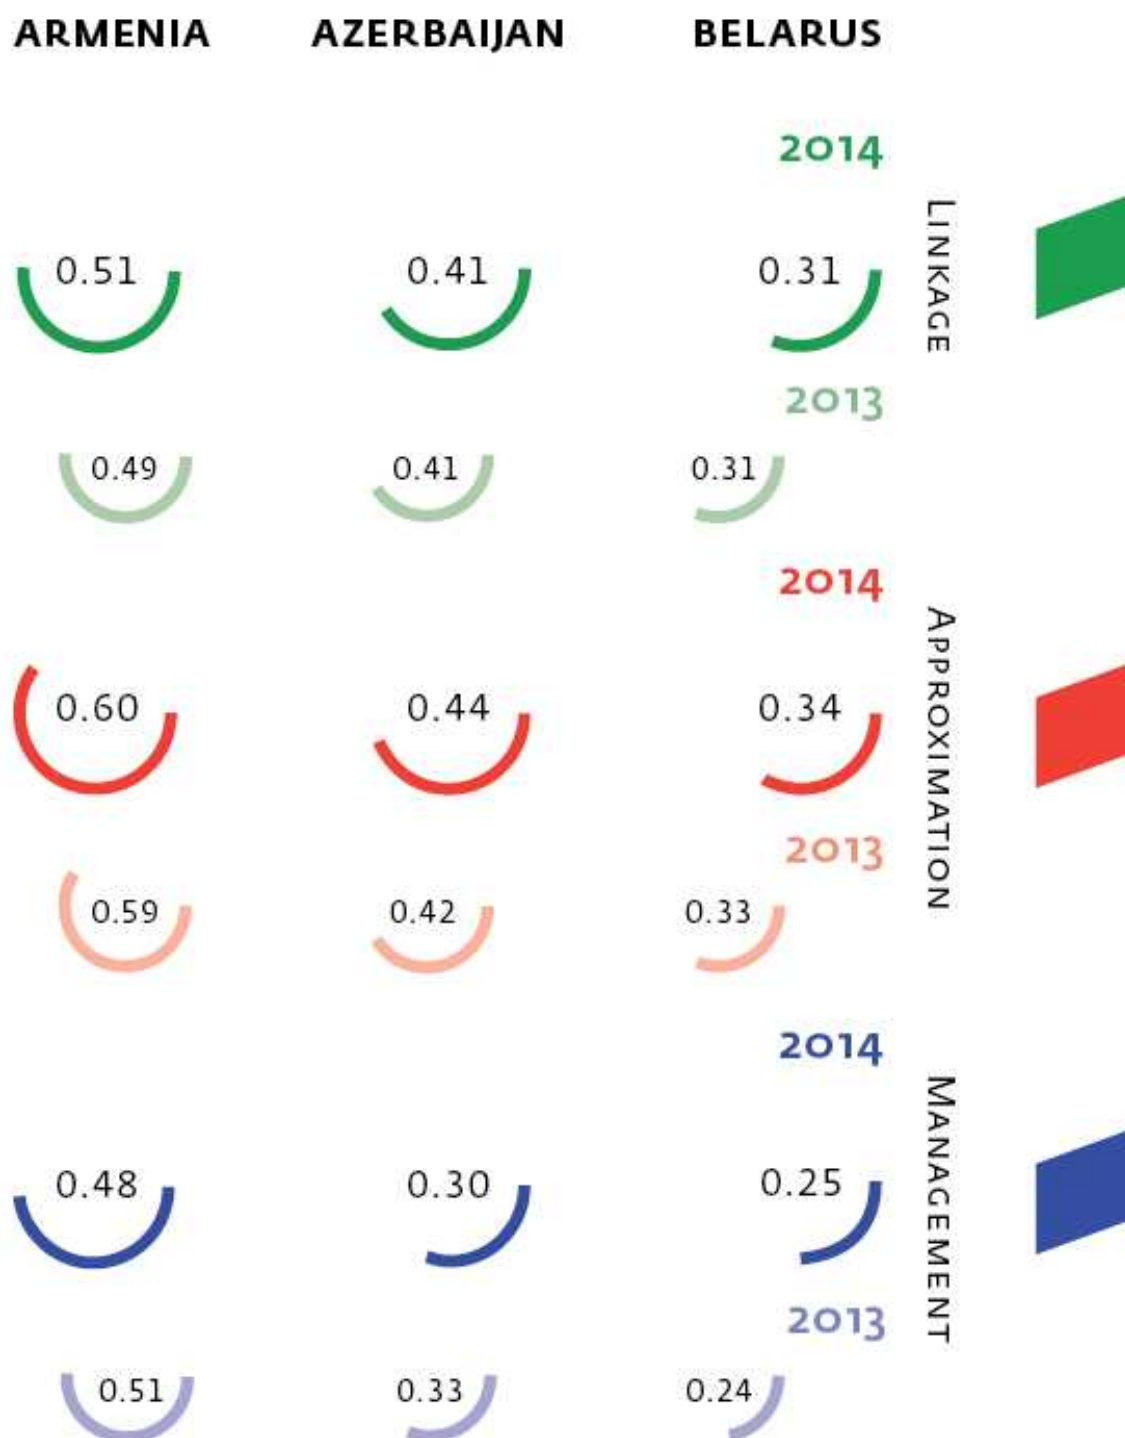 ARMENIA AZERBAIJAN BELARUS
2014
LINKAGE
0.51 0.41 0.31
2013
0.49 0.41 0.31
2014
APPROXIMATION
0.60 0.44 0.34
2013
0.59 0.42 0.33
2014
MANAGEMENT
0.48 0.30 0.25
2013
0.51 0.33 0.24